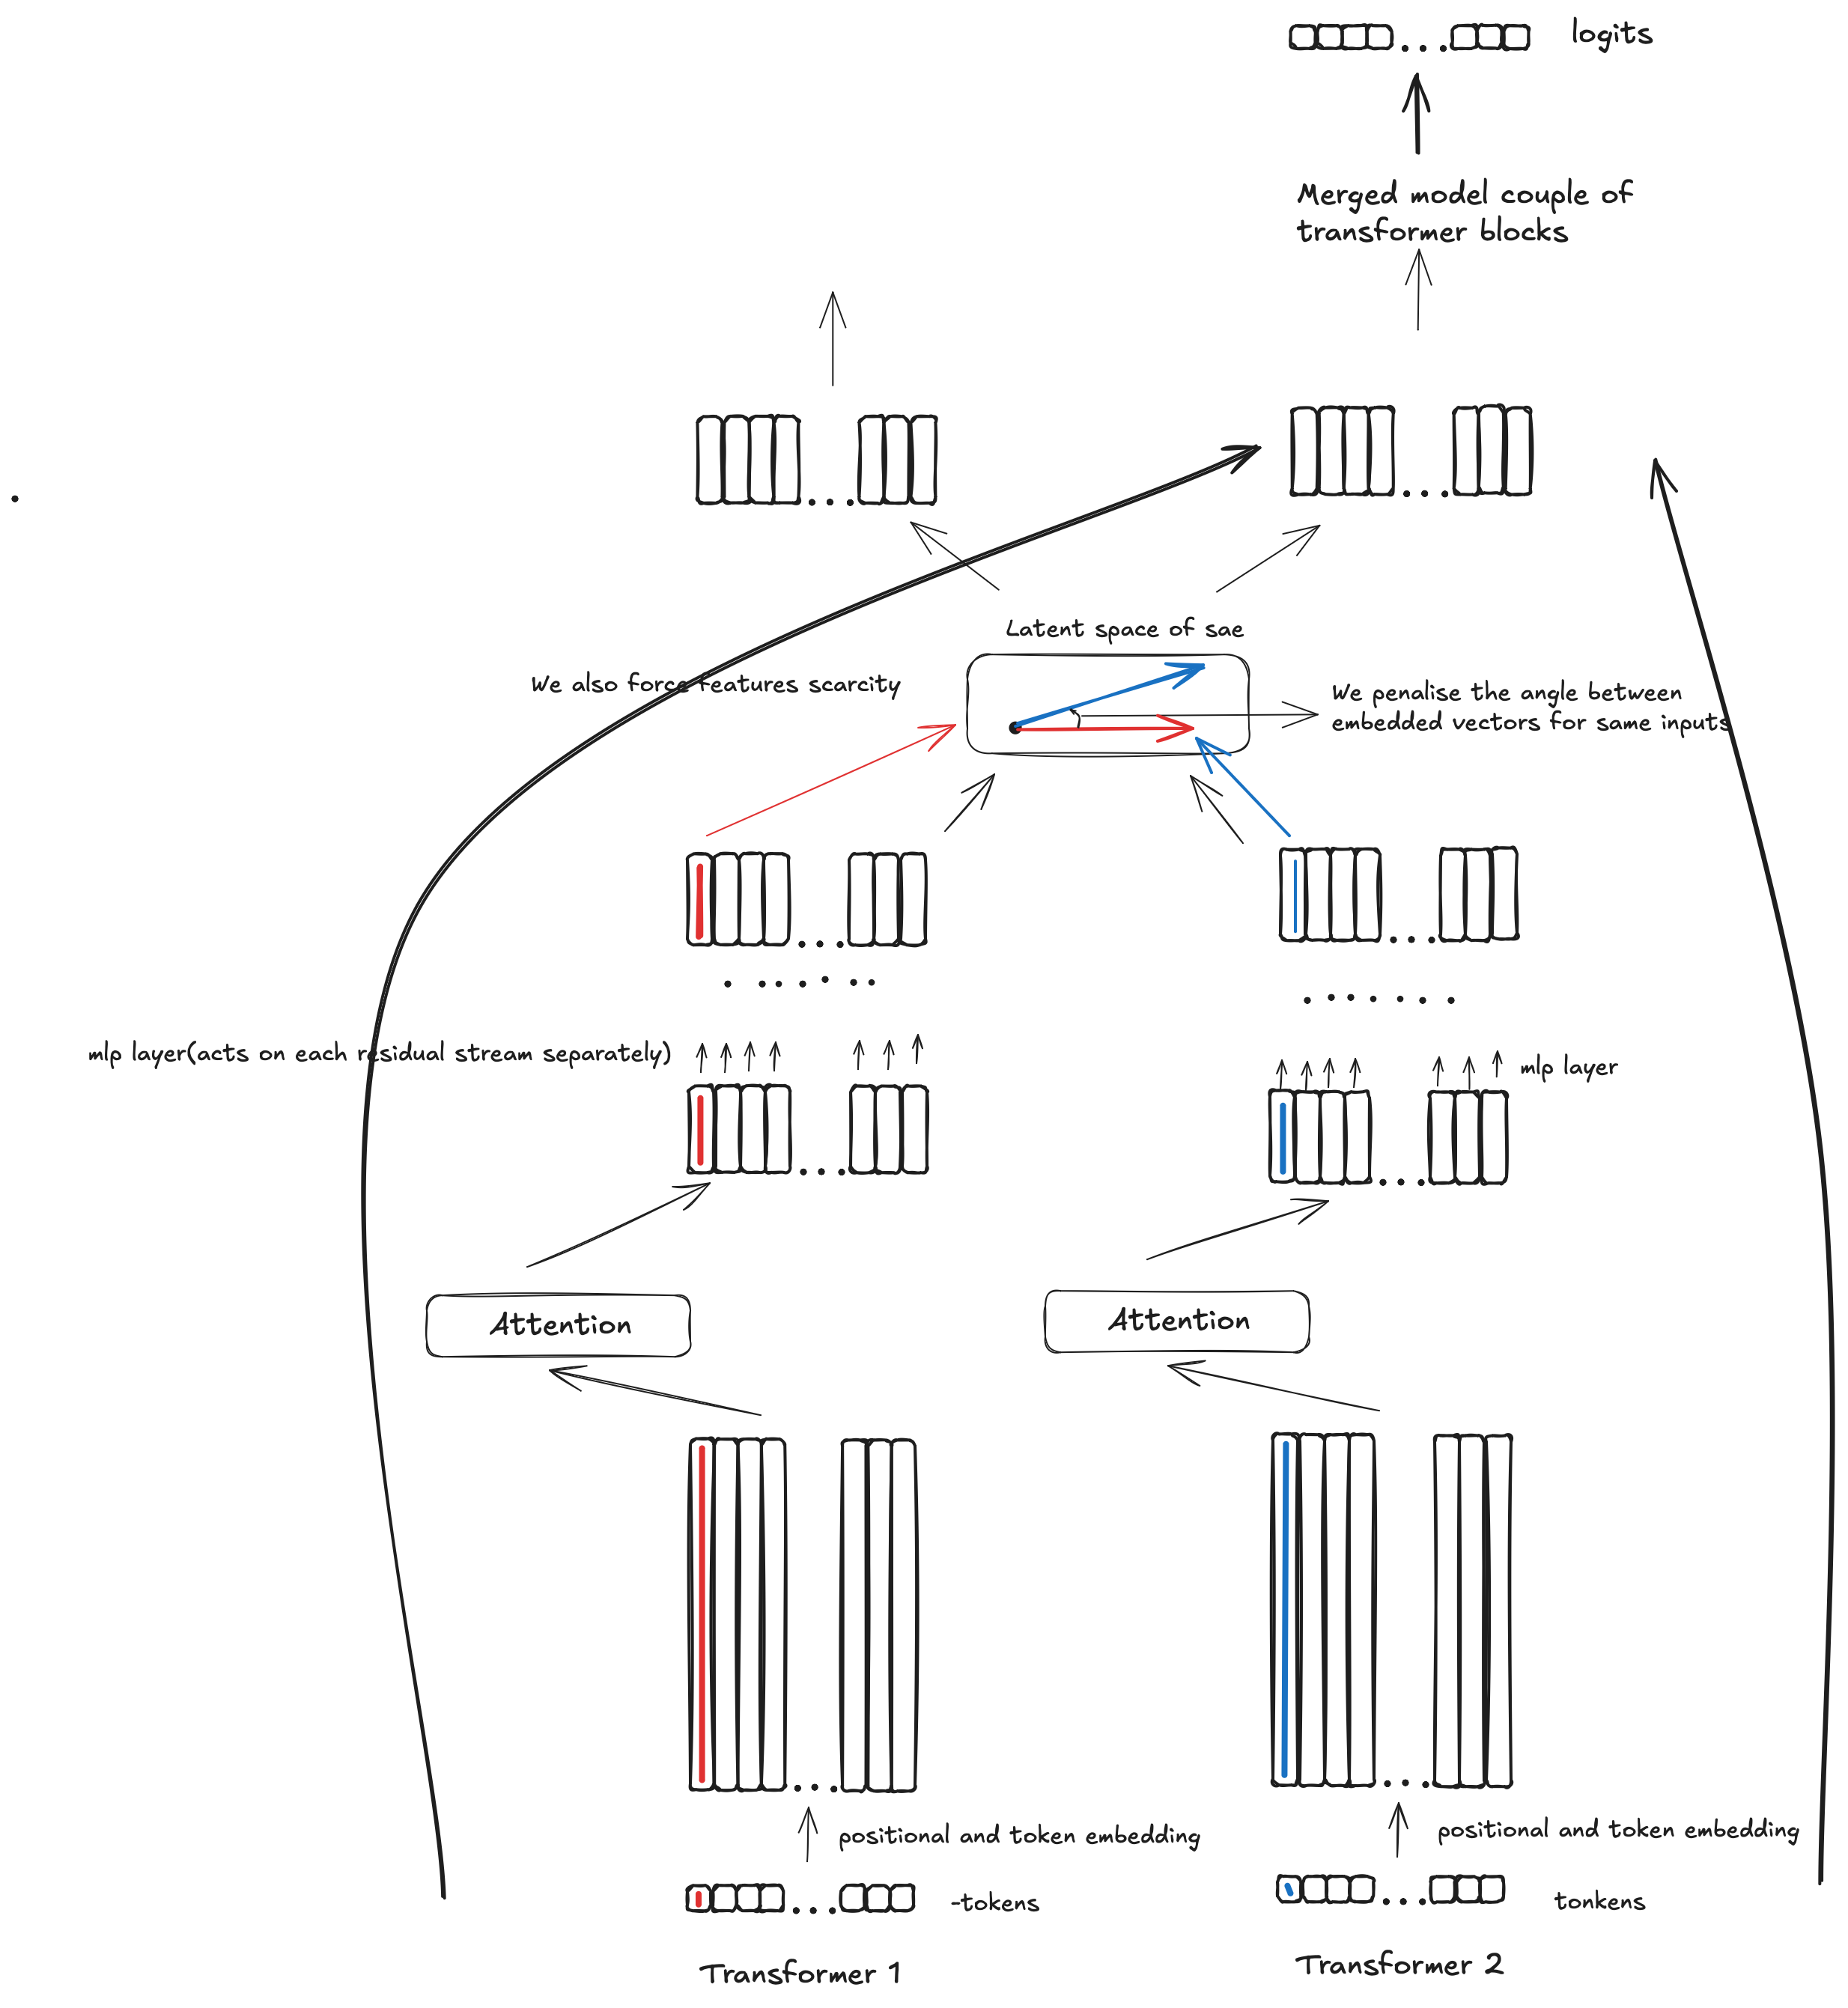 logits
Merged model couple of
transformer blocks
Latent space of sae
We also force features scarcity
We penalise the angle between
embedded vectors for same inputs
mlp layer(acts on each residual stream separately)
mlp layer
Attention
Attention
positional and token embedding
positional and token embedding
-tokens
tonkens
Transformer 1
Transformer 2